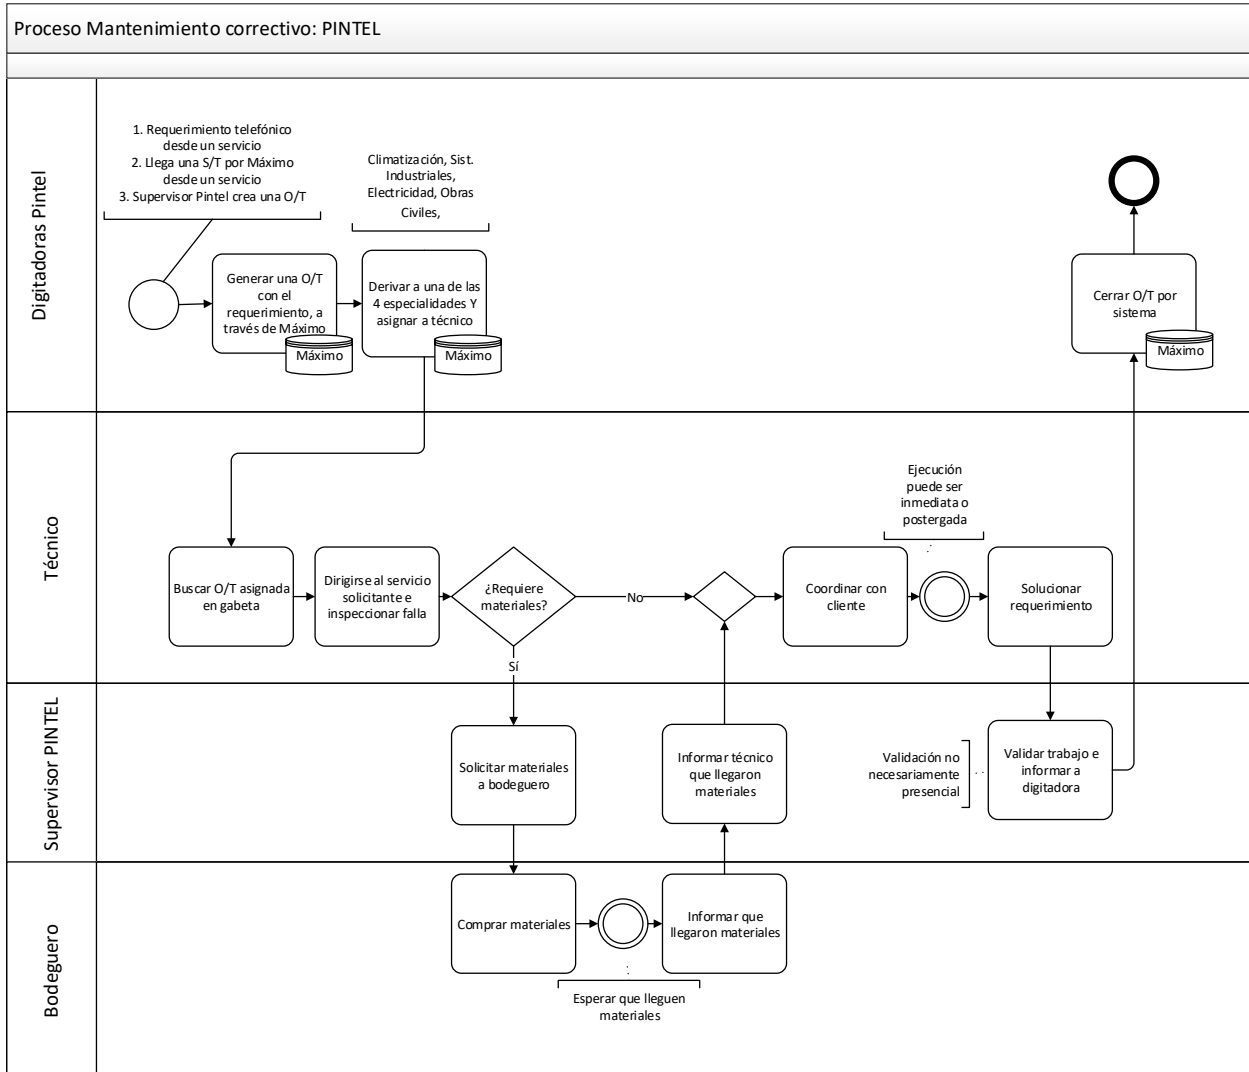 Proceso Mantenimiento correctivo: PINTEL
Digitadoras Pintel
1. Requerimiento telefónico
desde un servicio
2. Llega una S/T por Máximo
desde un servicio
3. Supervisor Pintel crea una O/T
Climatización, Sist.
Industriales,
Electricidad, Obras
Civiles,
Generar una O/T
con el
requerimiento, a
través de Máximo
Máximo
Derivar a una de las
4 especialidades Y
asignar a técnico
Máximo
Cerrar O/T por
sistema
Máximo
Técnico
Buscar O/T asignada
en gabeta
Dirigirse al servicio
solicitante e
inspeccionar falla
¿Requiere
materiales?
No
Sí
Coordinar con
cliente
Ejecución
puede ser
inmediata o
postergada
Solucionar
requerimiento
Supervisor PINTEL
Solicitar materiales
a bodeguero
Informar técnico
que llegaron
materiales
Validación no
necesariamente
presencial
Validar trabajo e
informar a
digitadora
Bodeguero
Comprar materiales
Esperar que lleguen
materiales
Informar que
llegaron materiales